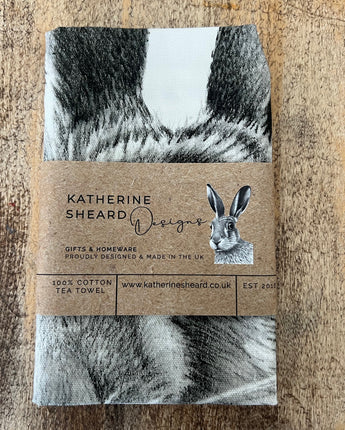 KATHERINE
SHEARD Designs
GIFTS & HOMEWARE
PROUDLY DESIGNED & MADE IN THE UK
100% COTTON
TEA TOWEL
www.katherinesheard.co.uk
EST